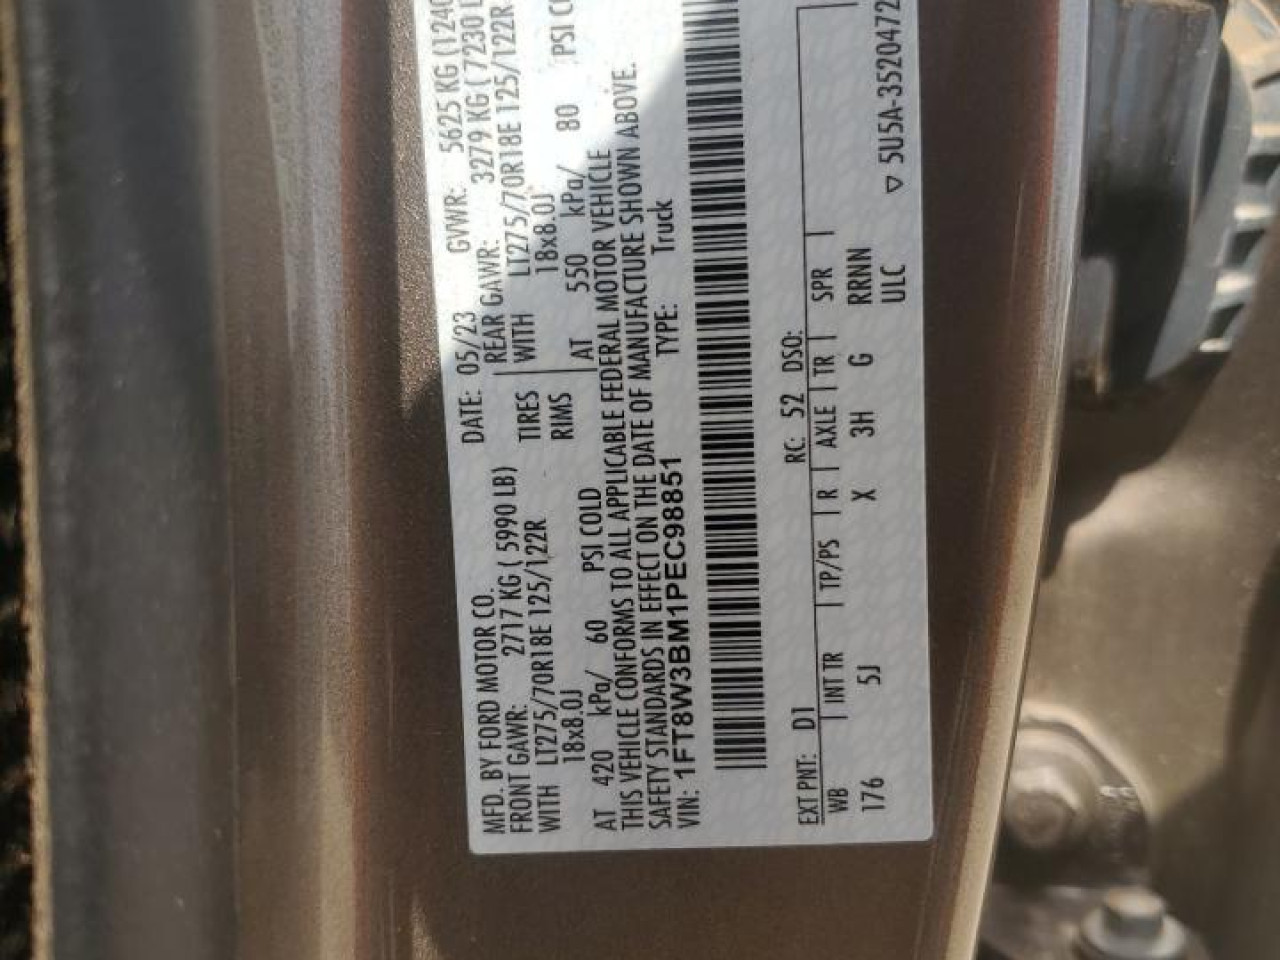 MFD. BY FORD MOTOR CO.
DATE: 05/23 GVWR: 5625 KG
FRONT GAWR: 2717 KG ( 5990 LB) REAR GAWR: 3279 KG ( 7230
WITH LT275/70R18E 125/122R TIRES WITH LT275/70R18E 125/122R
18x8.0J RIMS 18x8.0J
AT 420 kPa/ 60 PSI COLD AT 550 kPa/ 80 PSI
THIS VEHICLE CONFORMS TO ALL APPLICABLE FEDERAL MOTOR VEHICLE
SAFETY STANDARDS IN EFFECT ON THE DATE OF MANUFACTURE SHOWN ABOVE.
VIN: 1FT8W3BM1PEC98851 TYPE: Truck
EXT PNT: D1 RC: 52 DSO:
WB INT TR TP/PS R AXLE TR SPR
176 5J X 3H G RRNN
ULC
▽ 5U5A-3520472